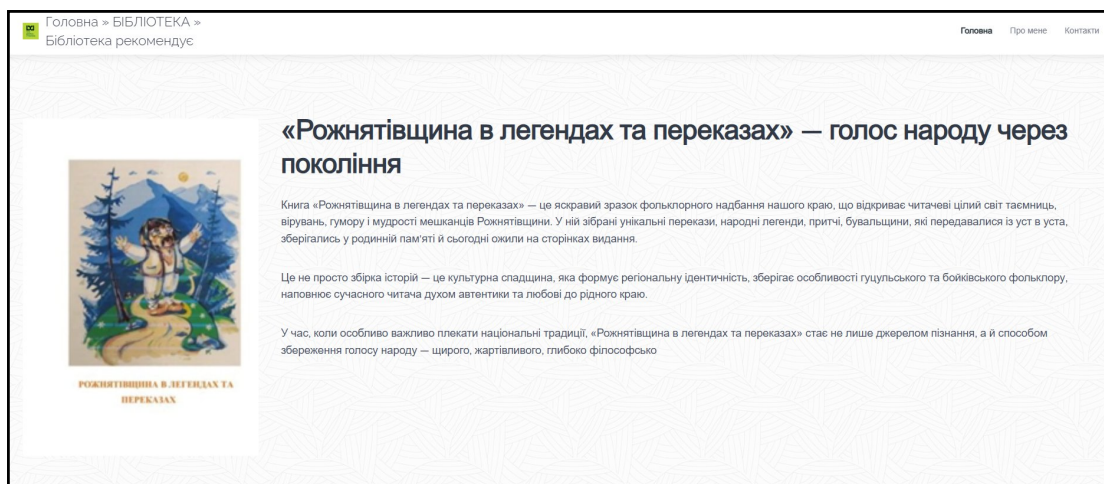 Головна » БІБЛІОТЕКА »
Бібліотека рекомендує
Головна Про мене Контакти
«Рожнятівщина в легендах та переказах» — голос народу через
покоління
Книга «Рожнятівщина в легендах та переказах» — це яскравий зразок фольклорного надбання нашого краю, що відкриває читачеві цілий світ таємниць,
вірувань, гумору і мудрості мешканців Рожнятівщини. У ній зібрані унікальні перекази, народні легенди, притчі, бувальщини, які передавалися із уст в уста,
зберігались у родинній пам'яті й сьогодні ожили на сторінках видання.
Це не просто збірка історій — це культурна спадщина, яка формує регіональну ідентичність, зберігає особливості гуцульського та бойківського фольклору,
наповнює сучасного читача духом автентики та любові до рідного краю.
У час, коли особливо важливо плекати національні традиції, «Рожнятівщина в легендах та переказах» стає не лише джерелом пізнання, а й способом
збереження голосу народу — щирого, жартівливого, глибоко філософсько
РОЖНЯТІВЩИНА В ЛЕГЕНДАХ ТА
ПЕРЕКАЗАХ